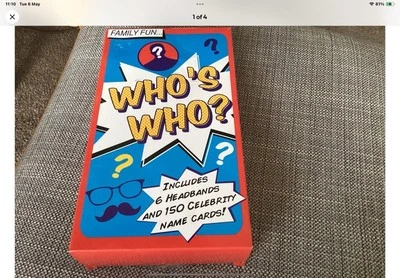 11:10 Tue 6 May
87%
1 of 4
FAMILY FUN...
?
?
WHO'S
WHO?
?
?
INCLUDES
6 HEADBANDS
AND 150 CELEBRITY
NAME CARDS!